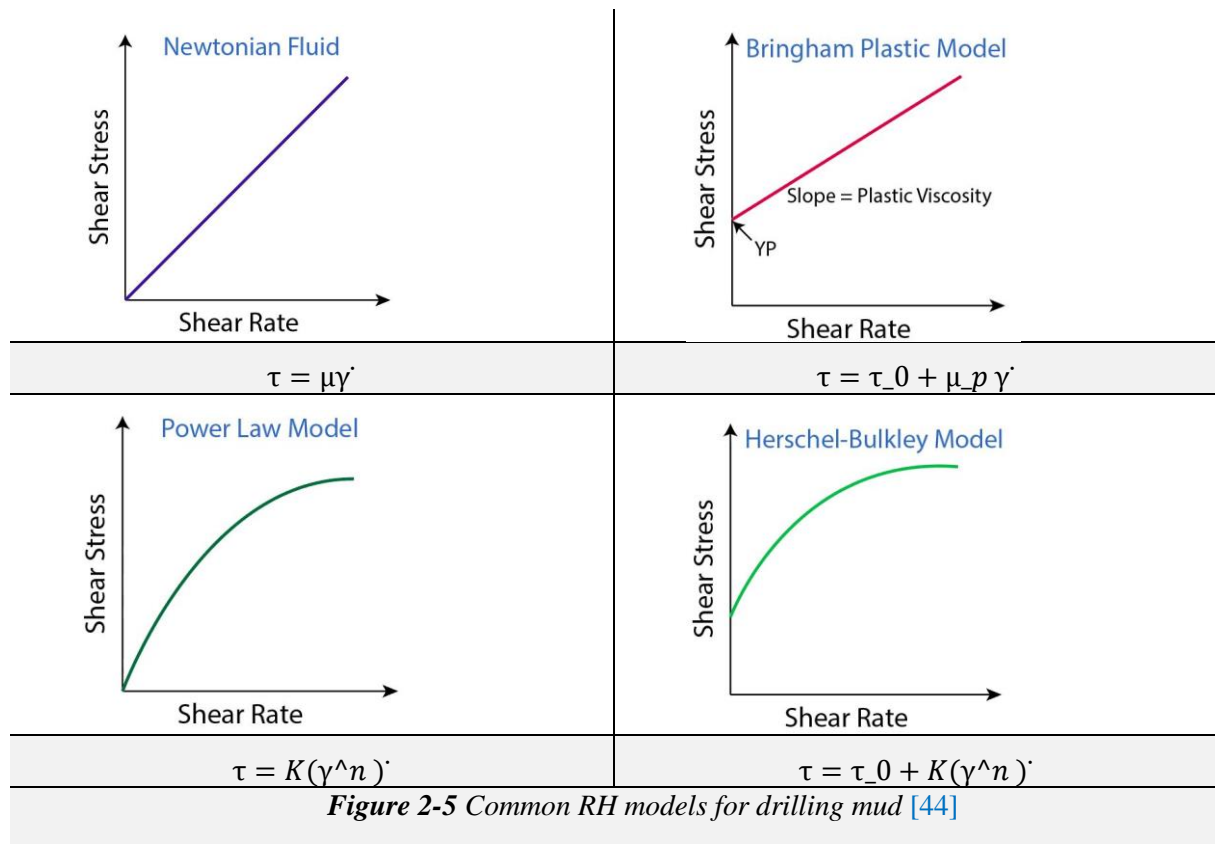 Newtonian Fluid
Shear Stress
Shear Rate
Bringham Plastic Model
Shear Stress
Slope = Plastic Viscosity
YP
Shear Rate
τ = μγ˙
τ = τ_0 + μ_p γ˙
Power Law Model
Shear Stress
Shear Rate
Herschel-Bulkley Model
Shear Stress
Shear Rate
τ = K(γ^n )˙
τ = τ_0 + K(γ^n )˙
Figure 2-5 Common RH models for drilling mud [44]